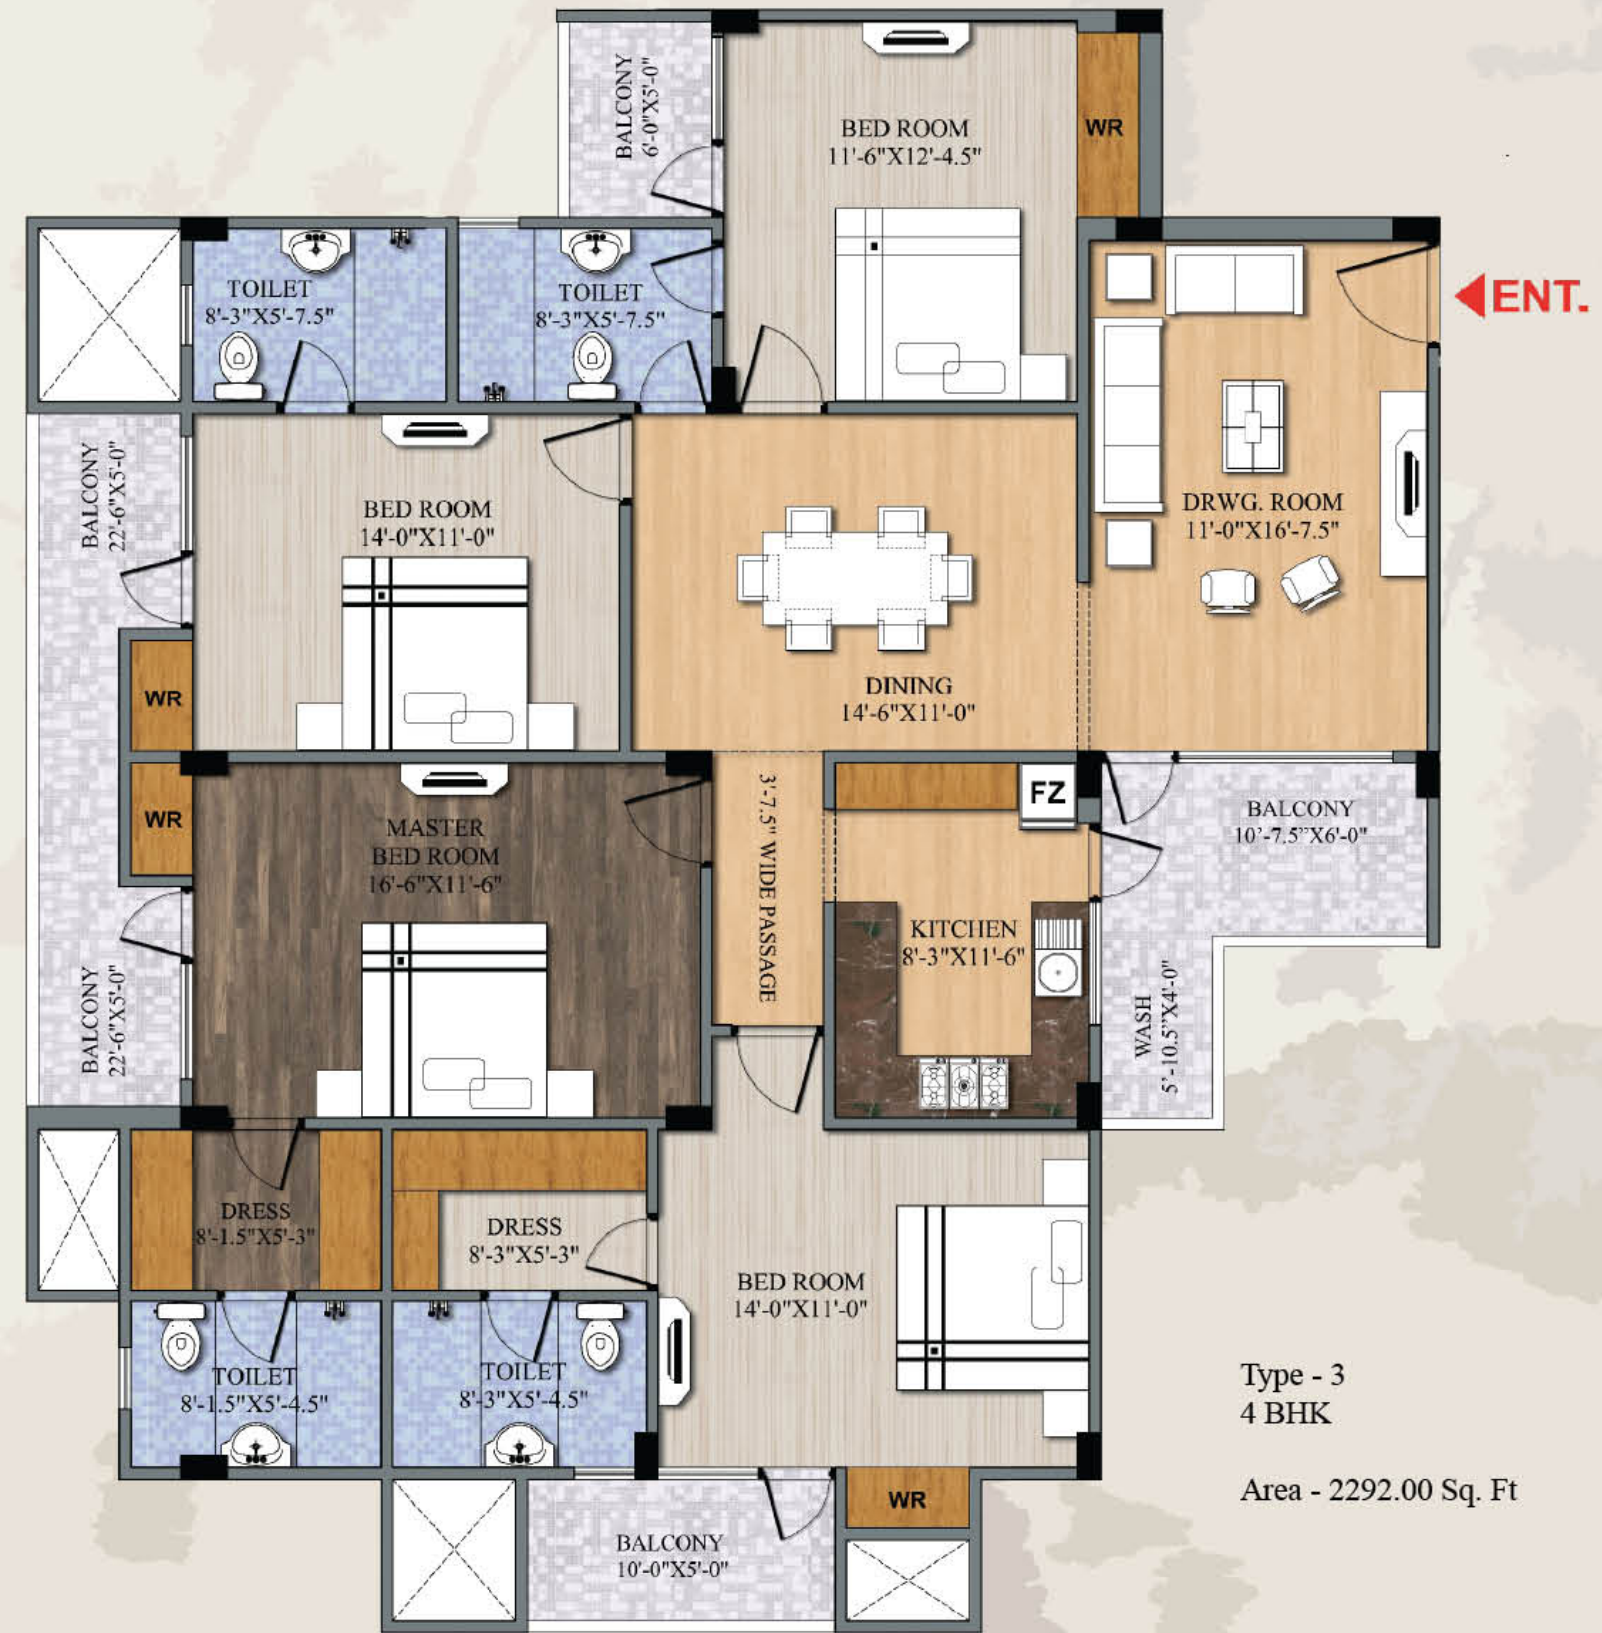 BALCONY
6'-0"X5'-0"
BED ROOM
11'-6"X12'-4.5"
WR
TOILET
8'-3"X5'-7.5"
TOILET
8'-3"X5'-7.5"
ENT.
BALCONY
22'-6"X5'-0"
BED ROOM
14'-0"X11'-0"
DRWG. ROOM
11'-0"X16'-7.5"
WR
DINING
14'-6"X11'-0"
WR
MASTER
BED ROOM
16'-6"X11'-6"
3'-7.5" WIDE PASSAGE
FZ
BALCONY
10'-7.5"X6'-0"
KITCHEN
8'-3"X11'-6"
BALCONY
22'-6"X5'-0"
WASH
5'-10.5"X4'-0"
DRESS
8'-1.5"X5'-3"
DRESS
8'-3"X5'-3"
BED ROOM
14'-0"X11'-0"
TOILET
8'-1.5"X5'-4.5"
TOILET
8'-3"X5'-4.5"
WR
BALCONY
10'-0"X5'-0"
Type - 3
4 BHK
Area - 2292.00 Sq. Ft